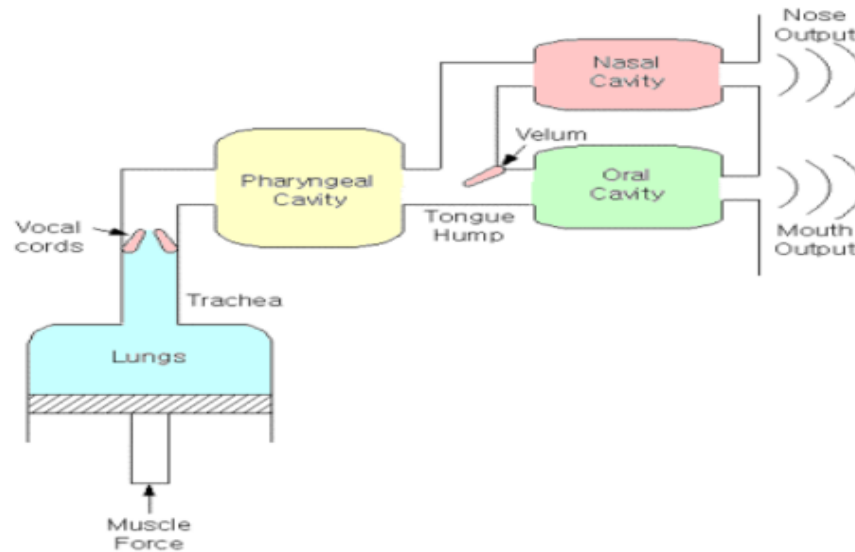 Nose
Output
Nasal
Cavity
Velum
Pharyngeal
Cavity
Oral
Cavity
Vocal
cords
Tongue
Hump
Mouth
Output
Trachea
Lungs
Muscle
Force